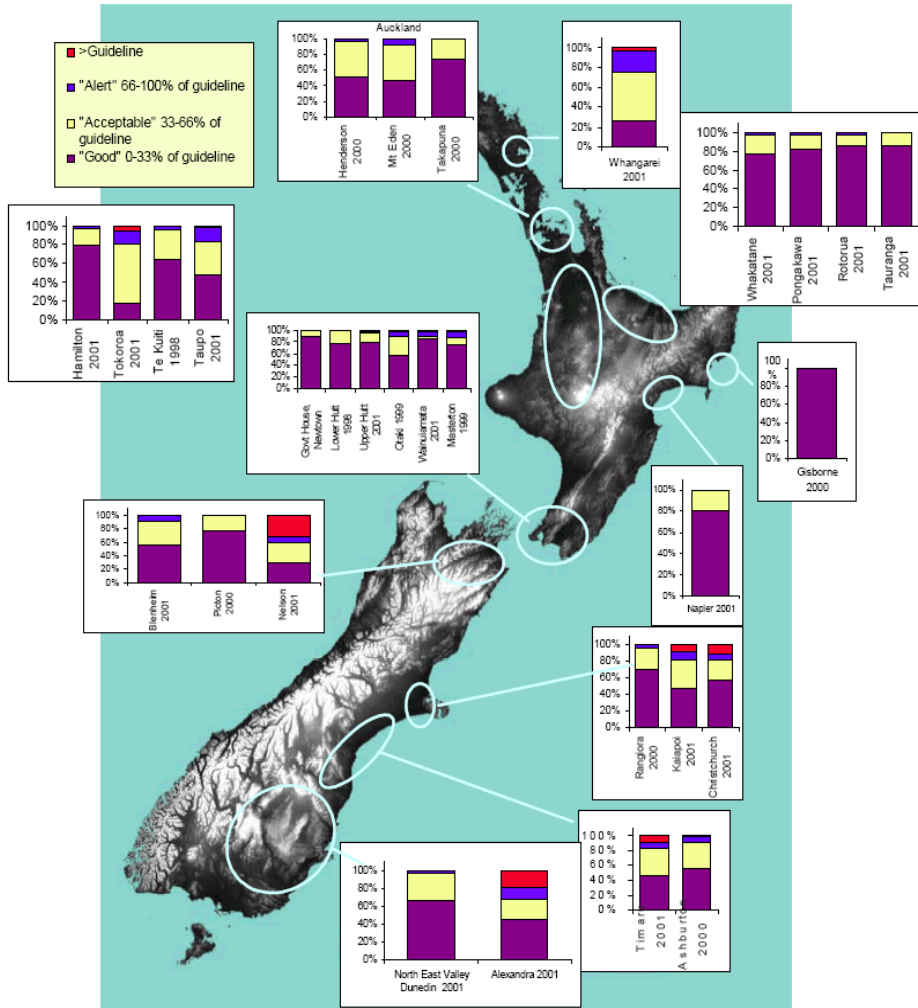 >Guideline
"Alert" 66-100% of guideline
"Acceptable" 33-66% of
guideline
"Good" 0-33% of guideline
Auckland
100%
80%
60%
40%
20%
0%
Henderson
2000
Mt Eden
2000
Takapuna
2000
100%
80%
60%
40%
20%
0%
Whangarei
2001
100%
80%
60%
40%
20%
0%
Whakatane
2001
Pongakawa
2001
Rotorua
2001
Tauranga
2001
100%
80%
60%
40%
20%
0%
Hamilton
2001
Tokoroa
2001
Te Kuiti
1998
Taupo
2001
100%
80%
60%
40%
20%
0%
Govt House,
Newtown
Lower Hutt
1998
Upper Hutt
2001
Otaki 1999
Wainuiamata
2001
Masterton
1999
100
%
80%
60%
40%
20%
0%
Gisborne
2000
100%
80%
60%
40%
20%
0%
Napier 2001
100%
80%
60%
40%
20%
0%
Blenheim
2001
Picton
2000
Nelson
2001
100%
80%
60%
40%
20%
0%
Rangiora
2000
Kaiapoi
2001
Christchurch
2001
100%
80%
60%
40%
20%
0%
Timaru
2001
Ashburton
2000
100%
80%
60%
40%
20%
0%
North East Valley
Dunedin 2001
Alexandra 2001